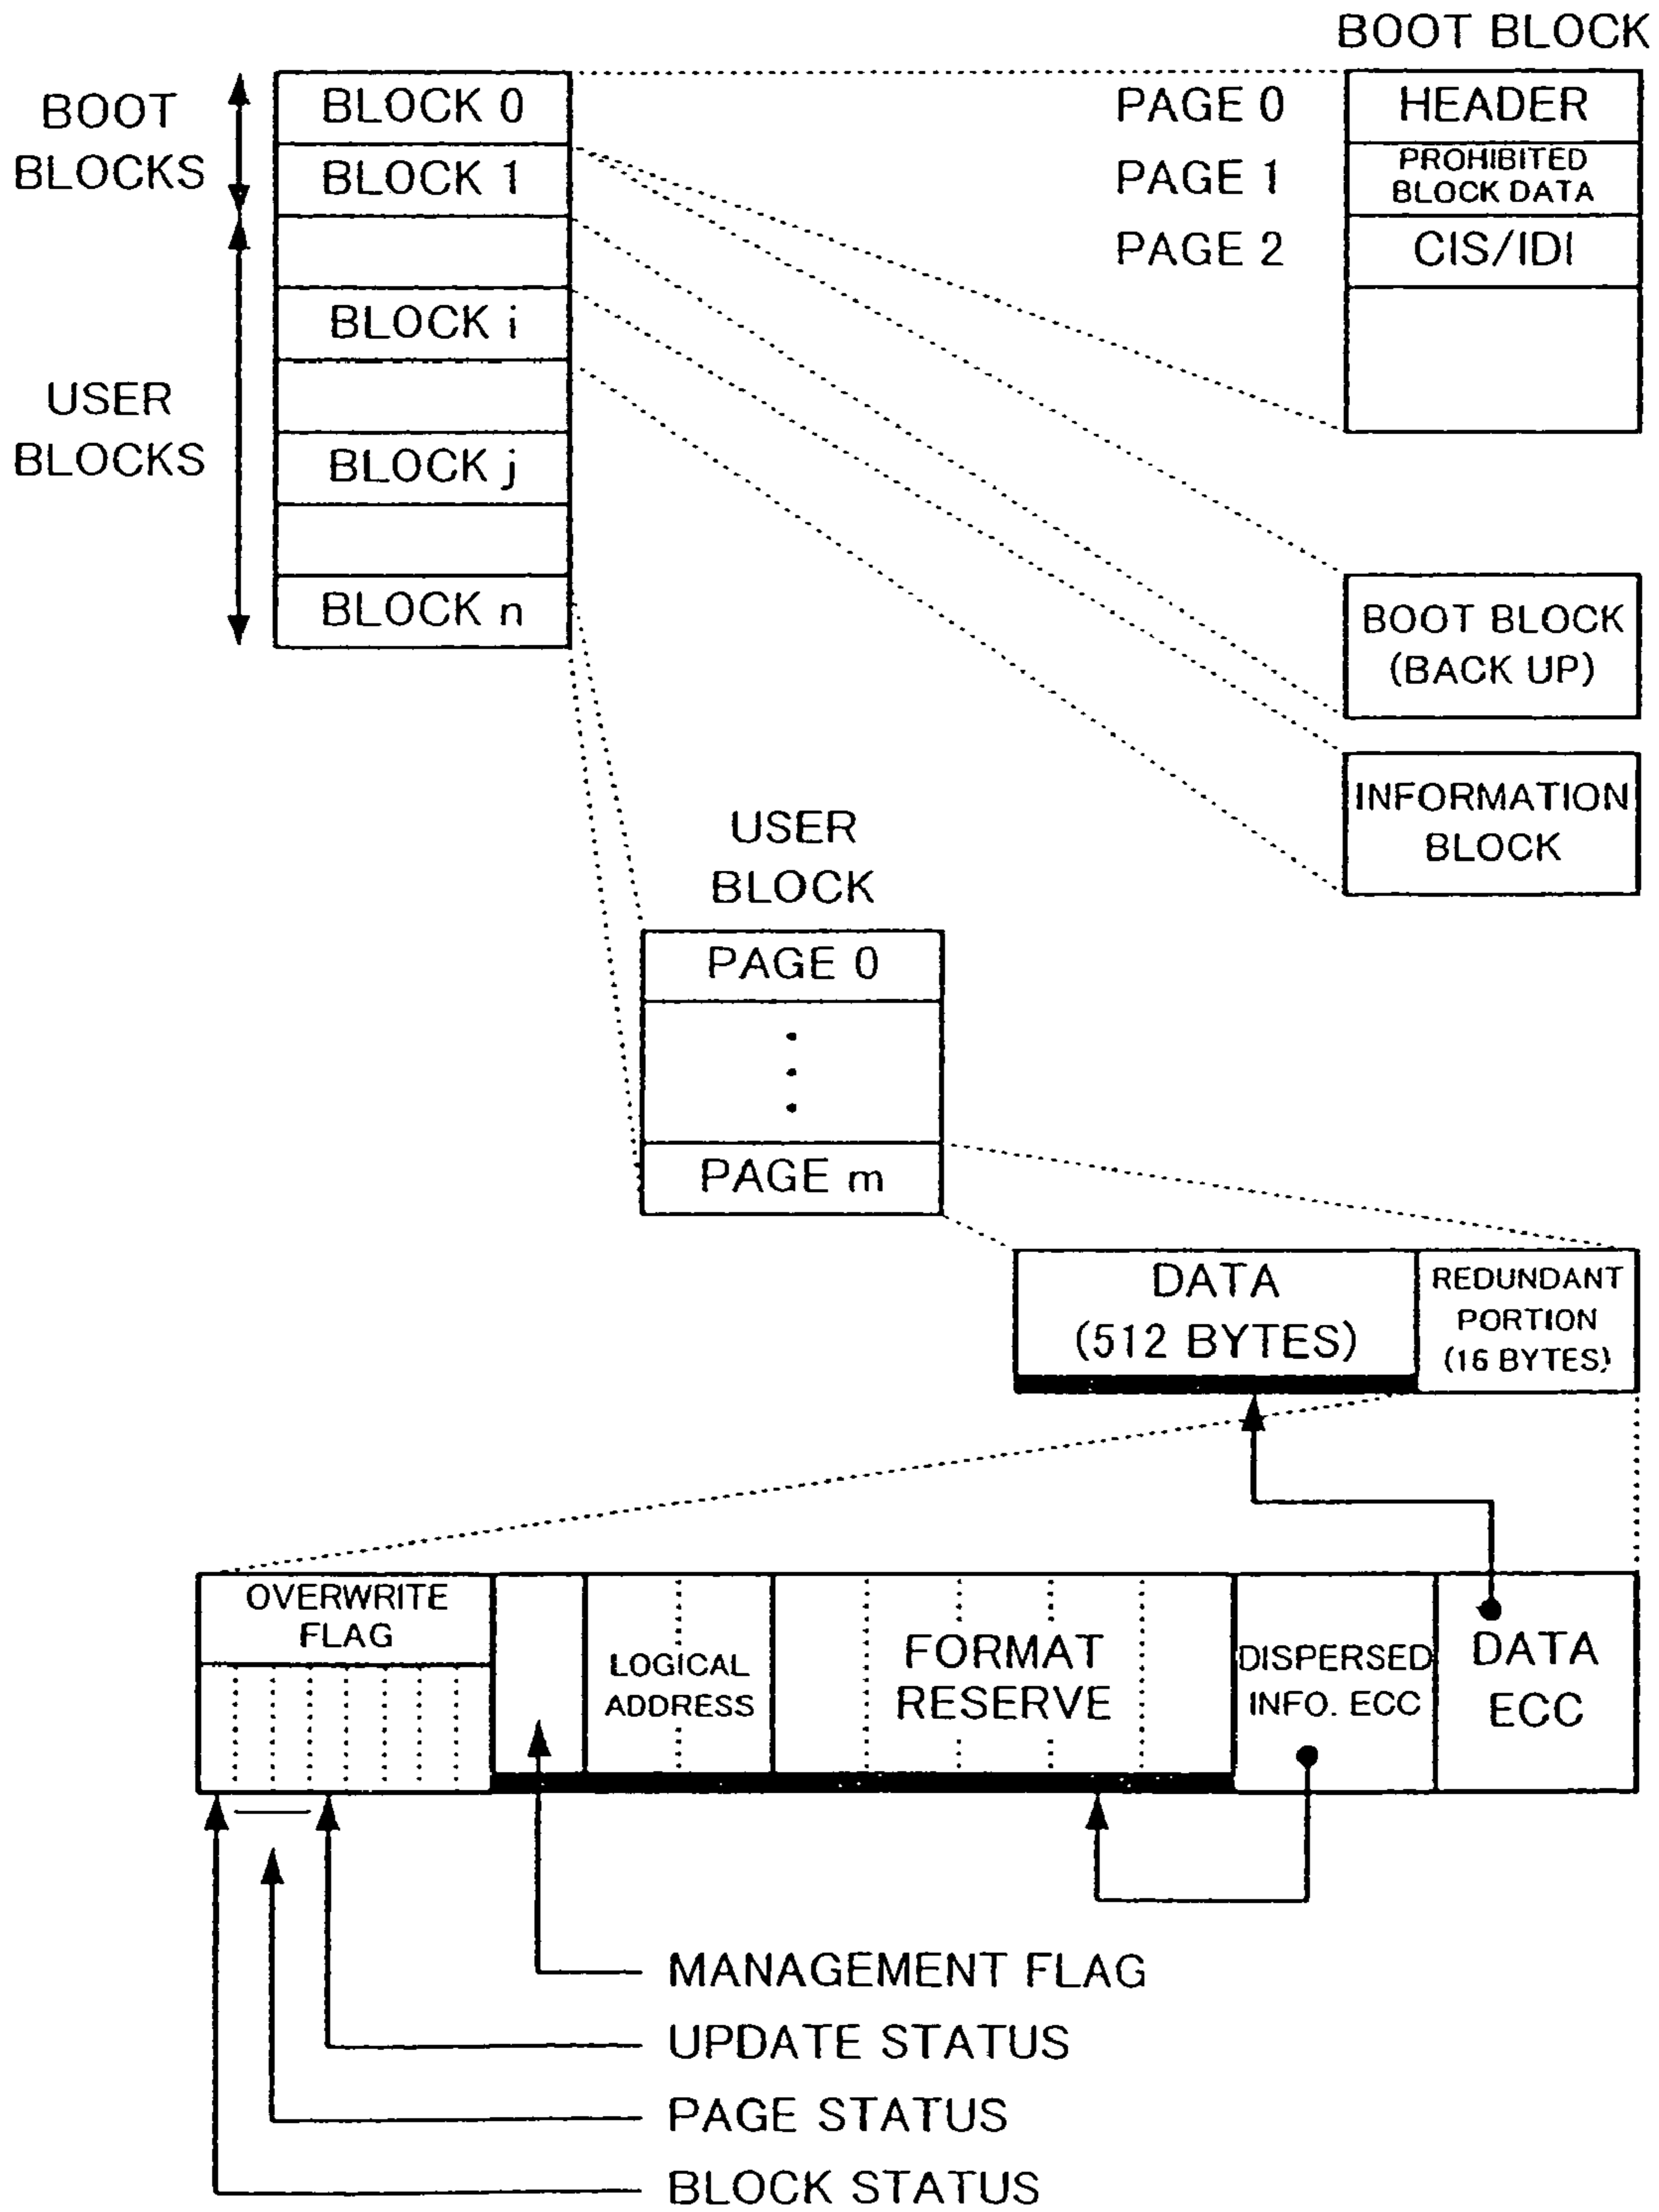 BOOT BLOCK
BOOT
BLOCKS
BLOCK 0
BLOCK 1
BLOCK i
BLOCK j
BLOCK n
USER
BLOCKS
PAGE 0
HEADER
PAGE 1
PROHIBITED
BLOCK DATA
PAGE 2
CIS/IDI
BOOT BLOCK
(BACK UP)
INFORMATION
BLOCK
USER
BLOCK
PAGE 0
PAGE m
DATA
(512 BYTES)
REDUNDANT
PORTION
(16 BYTES)
OVERWRITE
FLAG
LOGICAL
ADDRESS
FORMAT
RESERVE
DISPERSED
INFO. ECC
DATA
ECC
MANAGEMENT FLAG
UPDATE STATUS
PAGE STATUS
BLOCK STATUS